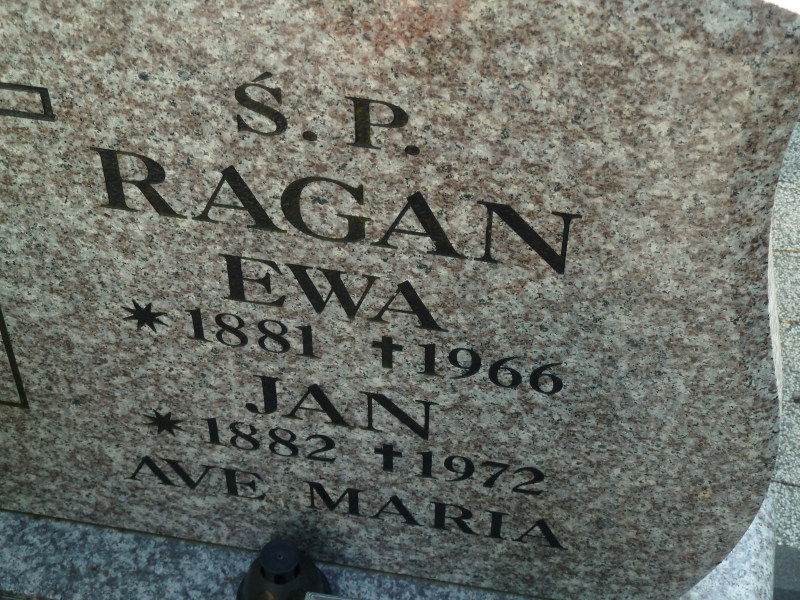 Ś.P.
RAGAN
EWA
*1881 †1966
JAN
*1882 †1972
AVE MARIA